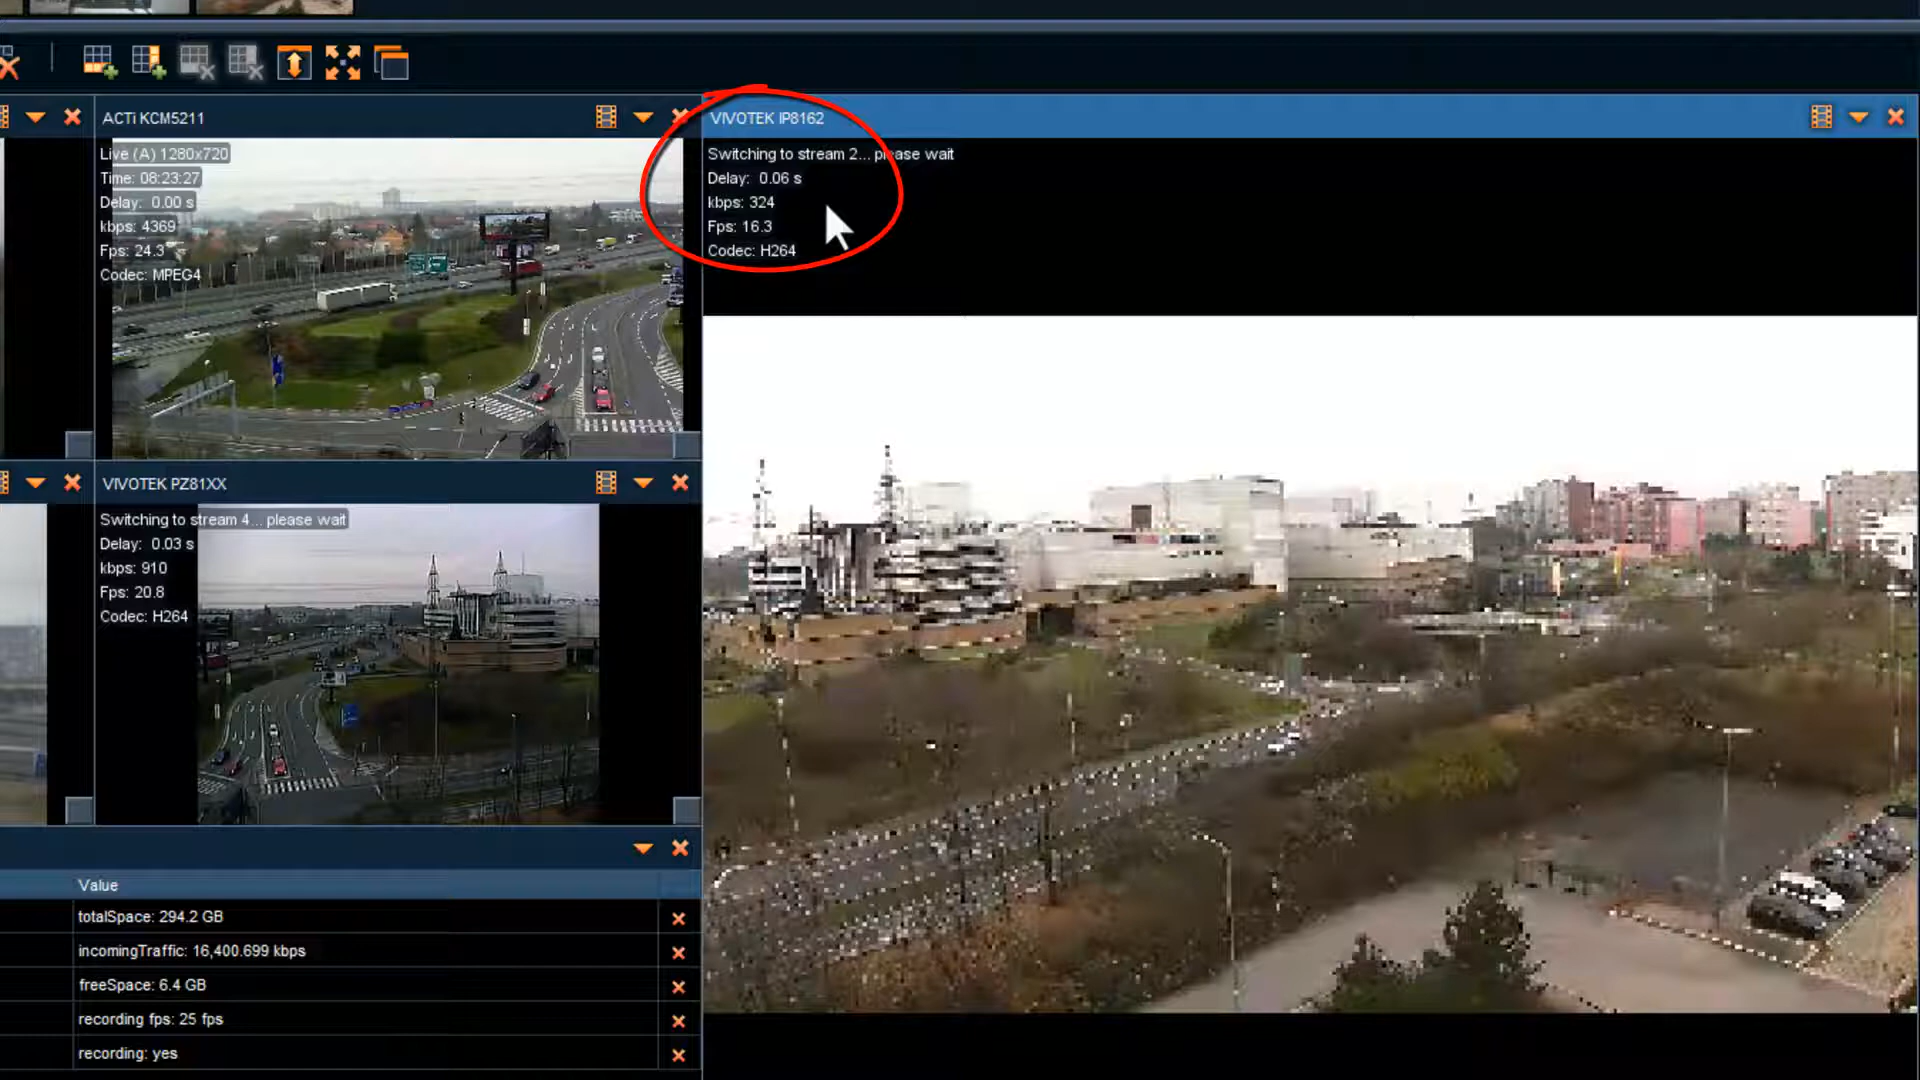 ACTi KCM5211
Live (A) 1280x720
Time: 08:23:27
Delay: 0.00 s
kbps: 4369
Fps: 24.3
Codec: MPEG4
VIVOTEK IP8162
Switching to stream 2... please wait
Delay: 0.06 s
kbps: 324
Fps: 16.3
Codec: H264
VIVOTEK PZ81XX
Switching to stream 4... please wait
Delay: 0.03 s
kbps: 910
Fps: 20.8
Codec: H264
Value
totalSpace: 294.2 GB
incomingTraffic: 16,400.699 kbps
freeSpace: 6.4 GB
recording fps: 25 fps
recording: yes